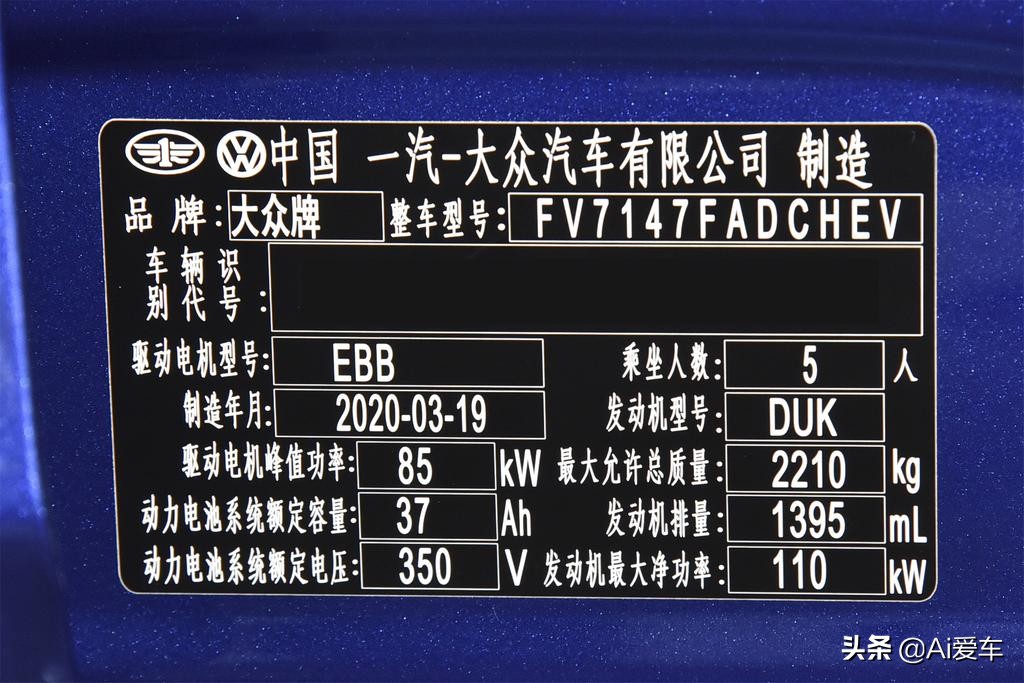 中国 一汽-大众汽车有限公司 制造
品牌: 大众牌 整车型号: FV7147FADCHEV
车辆识
别代号:
驱动电机型号: EBB 乘坐人数: 5 人
制造年月: 2020-03-19 发动机型号: DUK
驱动电机峰值功率: 85 kW 最大允许总质量: 2210 kg
动力电池系统额定容量: 37 Ah 发动机排量: 1395 mL
动力电池系统额定电压: 350 V 发动机最大净功率: 110 kW
头条 @Ai爱车